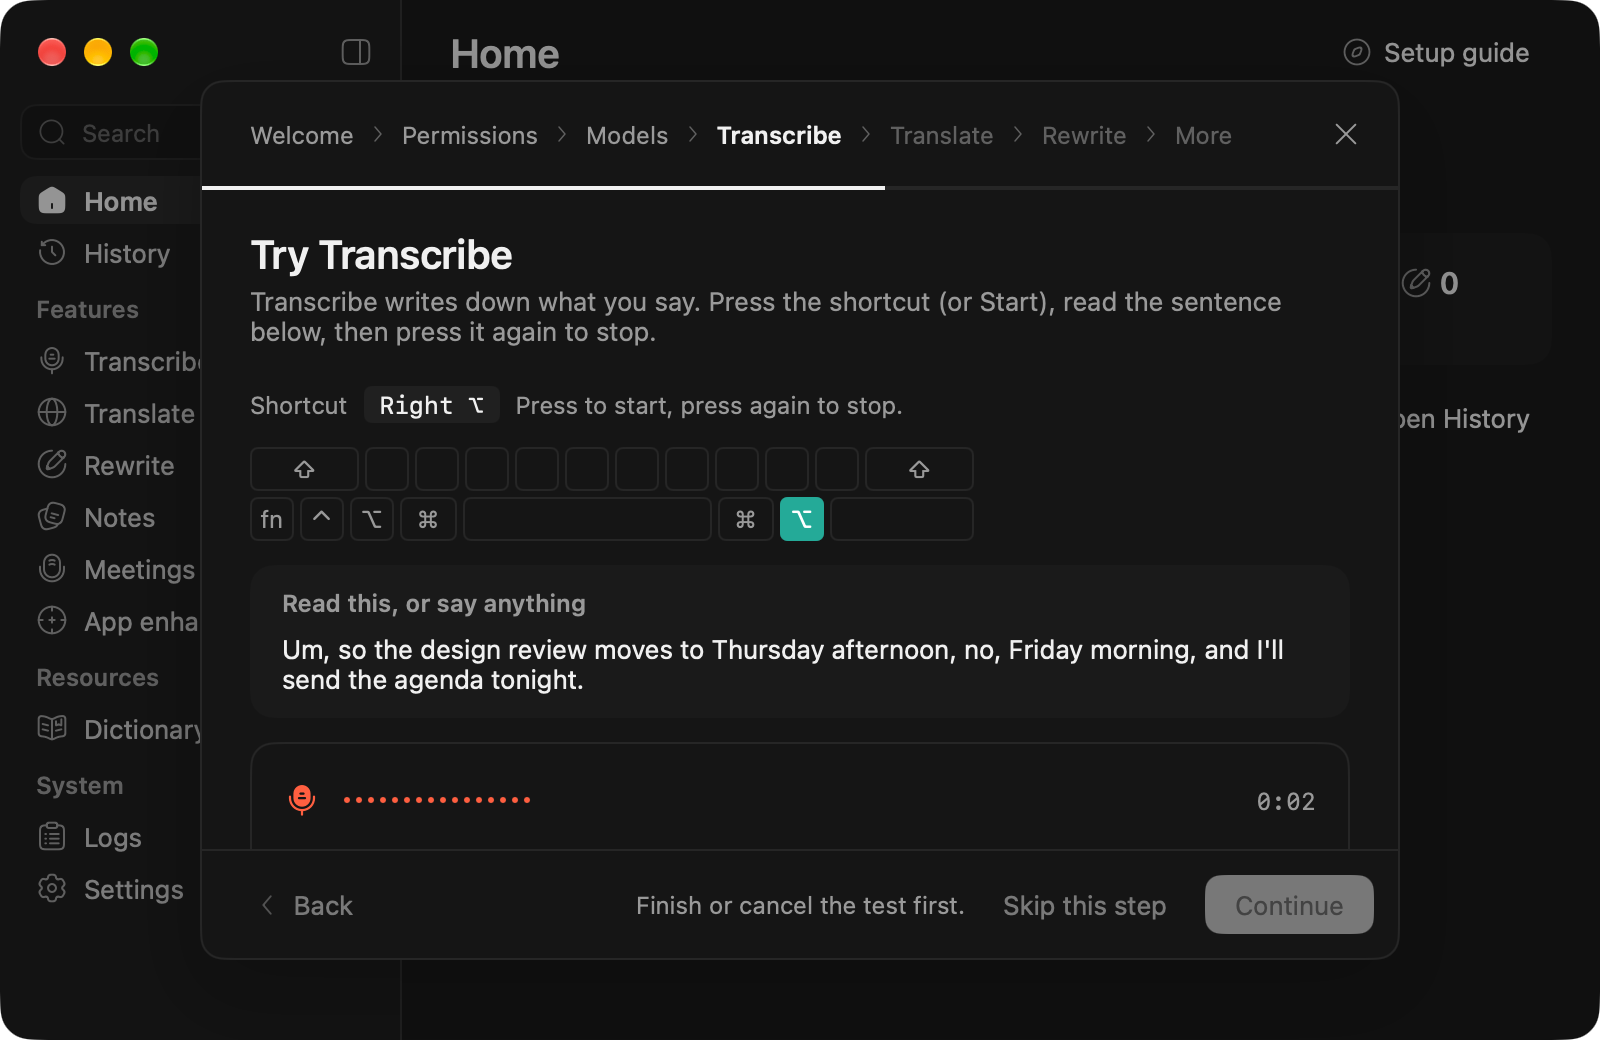 Home
Setup guide
Search
Home
History
Features
Transcribe
Translate
Rewrite
Notes
Meetings
App enha
Resources
Dictionary
System
Logs
Settings
0
pen History
Welcome > Permissions > Models > Transcribe > Translate > Rewrite > More
Try Transcribe
Transcribe writes down what you say. Press the shortcut (or Start), read the sentence
below, then press it again to stop.
Shortcut Right ⌥ Press to start, press again to stop.
⇧ ⇧
fn ^ ⌥ ⌘ ⌘ ⌥
Read this, or say anything
Um, so the design review moves to Thursday afternoon, no, Friday morning, and I'll
send the agenda tonight.
0:02
Back
Finish or cancel the test first.
Skip this step
Continue